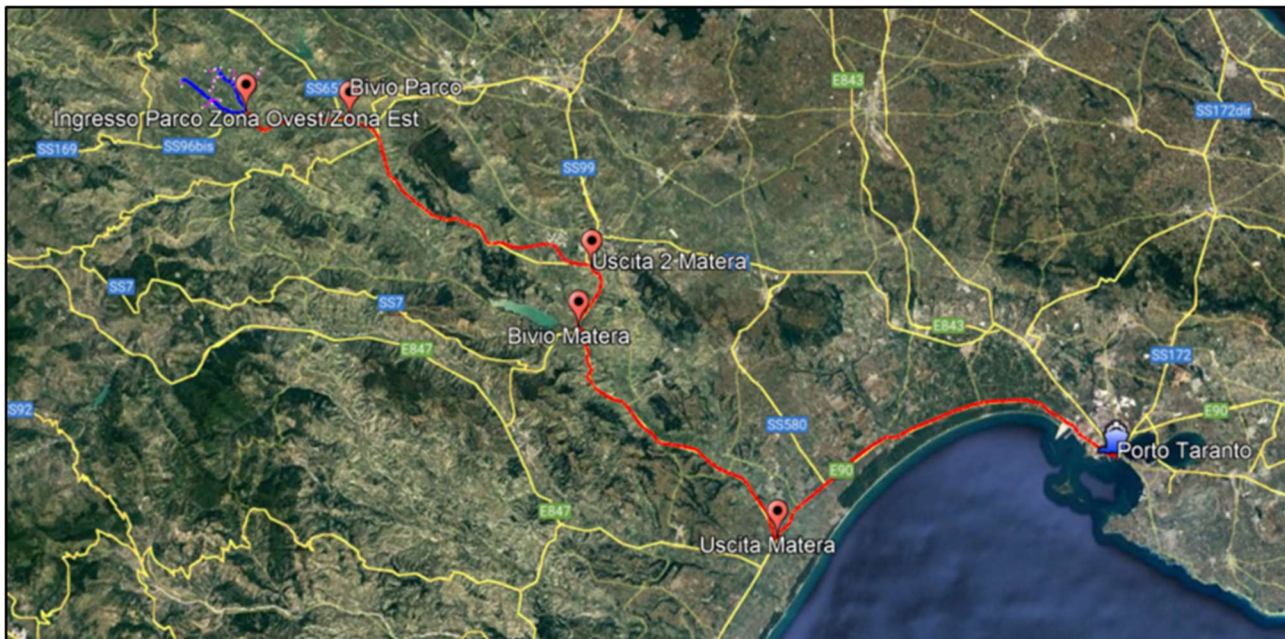 E843
SS65
Bivio Parco
SS172dir
Ingresso Parco Zona Ovest/Zona Est
SS169
SS96bis
SS99
Uscita 2 Matera
SS7
SS7
Bivio Matera
E843
E847
SS172
S92
E90
SS580
Porto Taranto
E90
E847
Uscita Matera